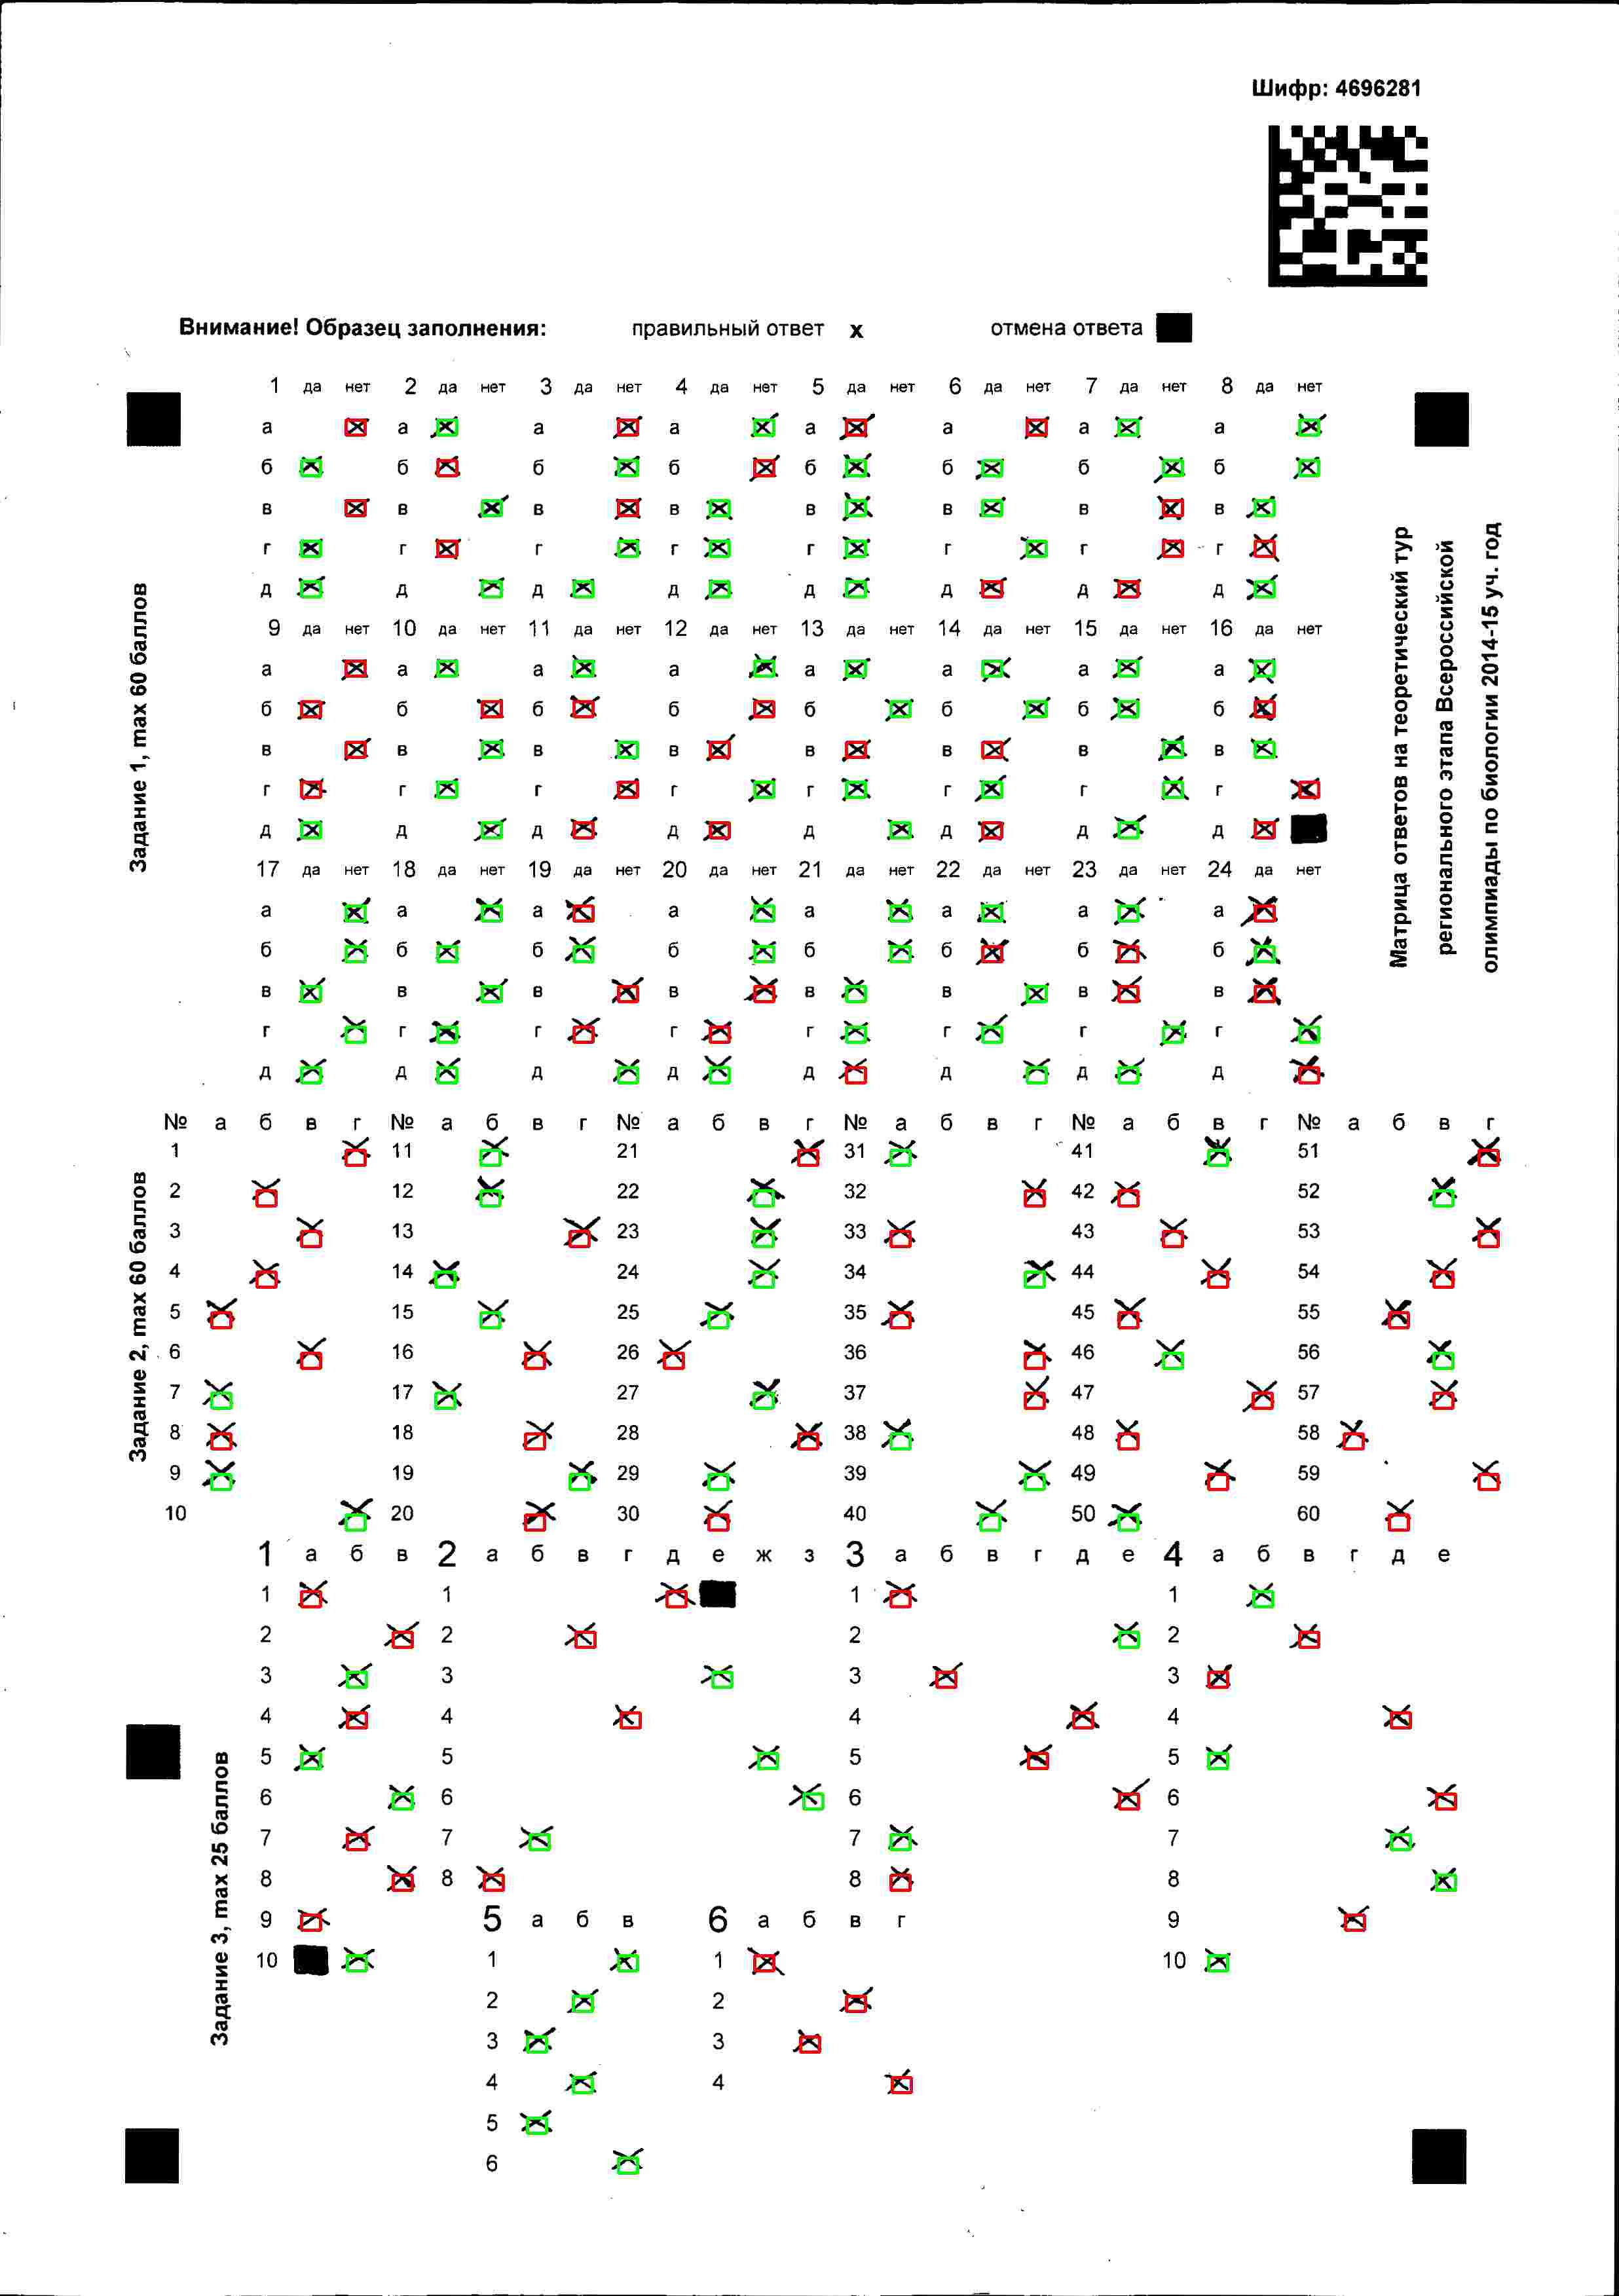 Шифр: 4696281
Внимание! Образец заполнения: правильный ответ x отмена ответа
1 да нет 2 да нет 3 да нет 4 да нет 5 да нет 6 да нет 7 да нет 8 да нет
а а а а а а а а
б б б б б б б б
в в в в в в в в
г г г г г г г г
д д д д д д д д
9 да нет 10 да нет 11 да нет 12 да нет 13 да нет 14 да нет 15 да нет 16 да нет
а а а а а а а а
б б б б б б б б
в в в в в в в в
г г г г г г г г
д д д д д д д д
17 да нет 18 да нет 19 да нет 20 да нет 21 да нет 22 да нет 23 да нет 24 да нет
а а а а а а а а
б б б б б б б б
в в в в в в в в
г г г г г г г г
д д д д д д д д
Задание 1, max 60 баллов
Матрица ответов на теоретический тур
регионального этапа Всероссийской
олимпиады по биологии 2014-15 уч. год
№ а б в г № а б в г № а б в г № а б в г № а б в г № а б в г
1 11 21 31 41 51
2 12 22 32 42 52
3 13 23 33 43 53
4 14 24 34 44 54
5 15 25 35 45 55
6 16 26 36 46 56
7 17 27 37 47 57
8 18 28 38 48 58
9 19 29 39 49 59
10 20 30 40 50 60
Задание 2, max 60 баллов
1 а б в 2 а б в г д е ж з 3 а б в г д е 4 а б в г д е
1 1 1 1
2 2 2 2
3 3 3 3
4 4 4 4
5 5 5 5
6 6 6 6
7 7 7 7
8 8 8 8
9 5 а б в 6 а б в г 9
10 1 1 10
2 2
3 3
4 4
5
6
Задание 3, max 25 баллов